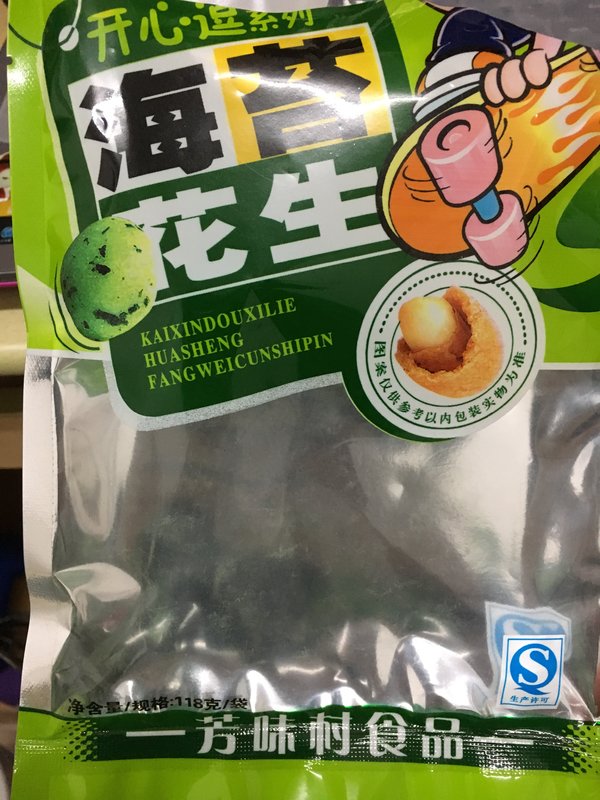 开心·逗系列
海苔
花生
KAIXINDOUXILIE
HUASHENG
FANGWEICUNSHIPIN
图案仅供参考以内包装实物为准
净含量/规格:118克/袋
S
生产许可
芳味村食品